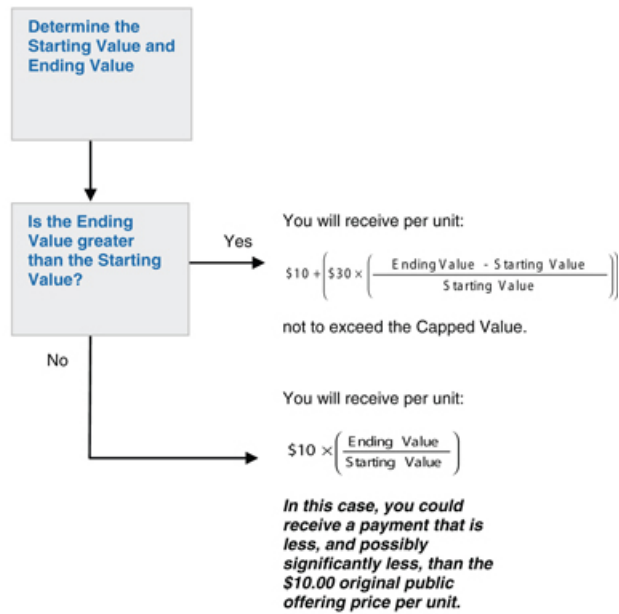 Determine the
Starting Value and
Ending Value
Is the Ending
Value greater
than the Starting
Value?
Yes
You will receive per unit:
$10 + ($30 × ( Ending Value - Starting Value
Starting Value ))
not to exceed the Capped Value.
No
You will receive per unit:
$10 × ( Ending Value
Starting Value )
In this case, you could
receive a payment that is
less, and possibly
significantly less, than the
$10.00 original public
offering price per unit.